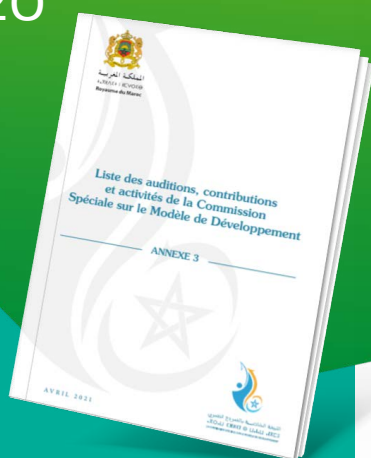 20
المملكة المغربية
Royaume du Maroc
Liste des auditions, contributions
et activités de la Commission
Spéciale sur le Modèle de Développement
ANNEXE 3
AVRIL 2021